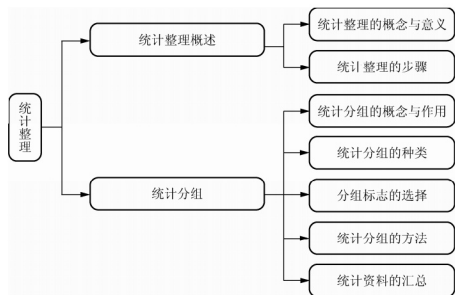 统计整理
统计整理概述
统计整理的概念与意义
统计整理的步骤
统计分组
统计分组的概念与作用
统计分组的种类
分组标志的选择
统计分组的方法
统计资料的汇总